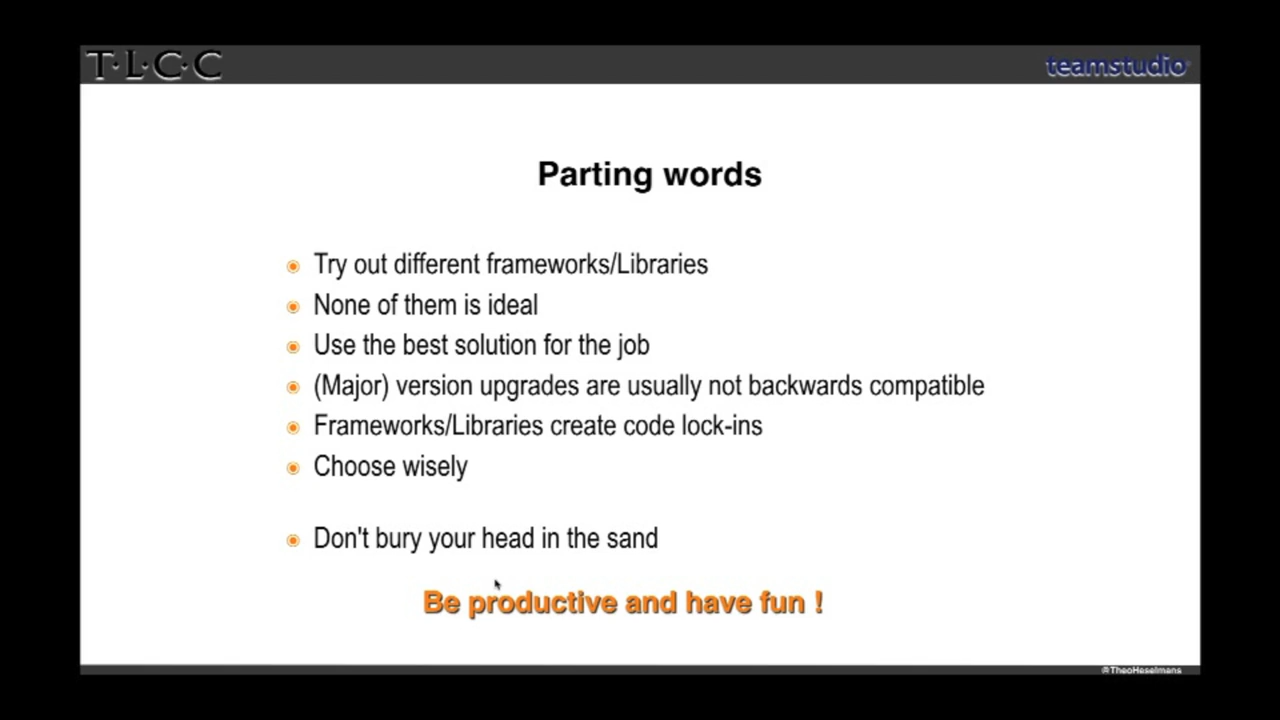 T·L·C·C
teamstudio
Parting words
Try out different frameworks/Libraries
None of them is ideal
Use the best solution for the job
(Major) version upgrades are usually not backwards compatible
Frameworks/Libraries create code lock-ins
Choose wisely
Don't bury your head in the sand
Be productive and have fun !
@TheoHeselmans